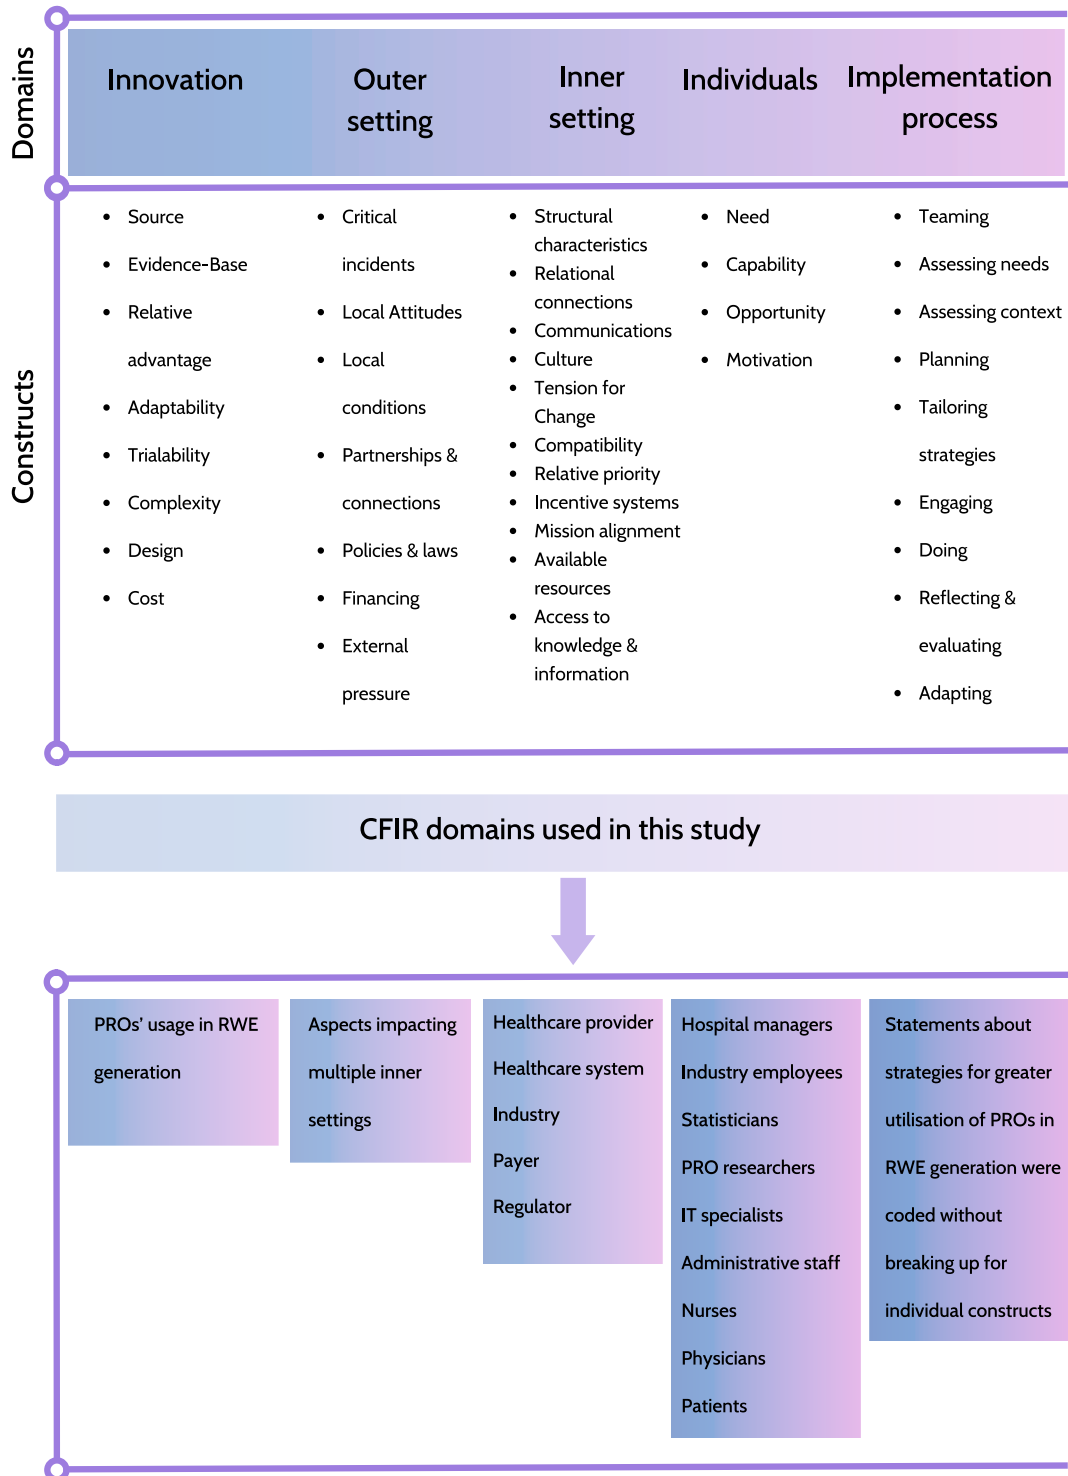 Domains
Innovation
Outer
setting
Inner
setting
Individuals
Implementation
process
Constructs
• Source
• Evidence-Base
• Relative
advantage
• Adaptability
• Trialability
• Complexity
• Design
• Cost
• Critical
incidents
• Local Attitudes
• Local
conditions
• Partnerships &
connections
• Policies & laws
• Financing
• External
pressure
• Structural
characteristics
• Relational
connections
• Communications
• Culture
• Tension for
Change
• Compatibility
• Relative priority
• Incentive systems
• Mission alignment
• Available
resources
• Access to
knowledge &
information
• Need
• Capability
• Opportunity
• Motivation
• Teaming
• Assessing needs
• Assessing context
• Planning
• Tailoring
strategies
• Engaging
• Doing
• Reflecting &
evaluating
• Adapting
CFIR domains used in this study
PROs' usage in RWE
generation
Aspects impacting
multiple inner
settings
Healthcare provider
Healthcare system
Industry
Payer
Regulator
Hospital managers
Industry employees
Statisticians
PRO researchers
IT specialists
Administrative staff
Nurses
Physicians
Patients
Statements about
strategies for greater
utilisation of PROs in
RWE generation were
coded without
breaking up for
individual constructs